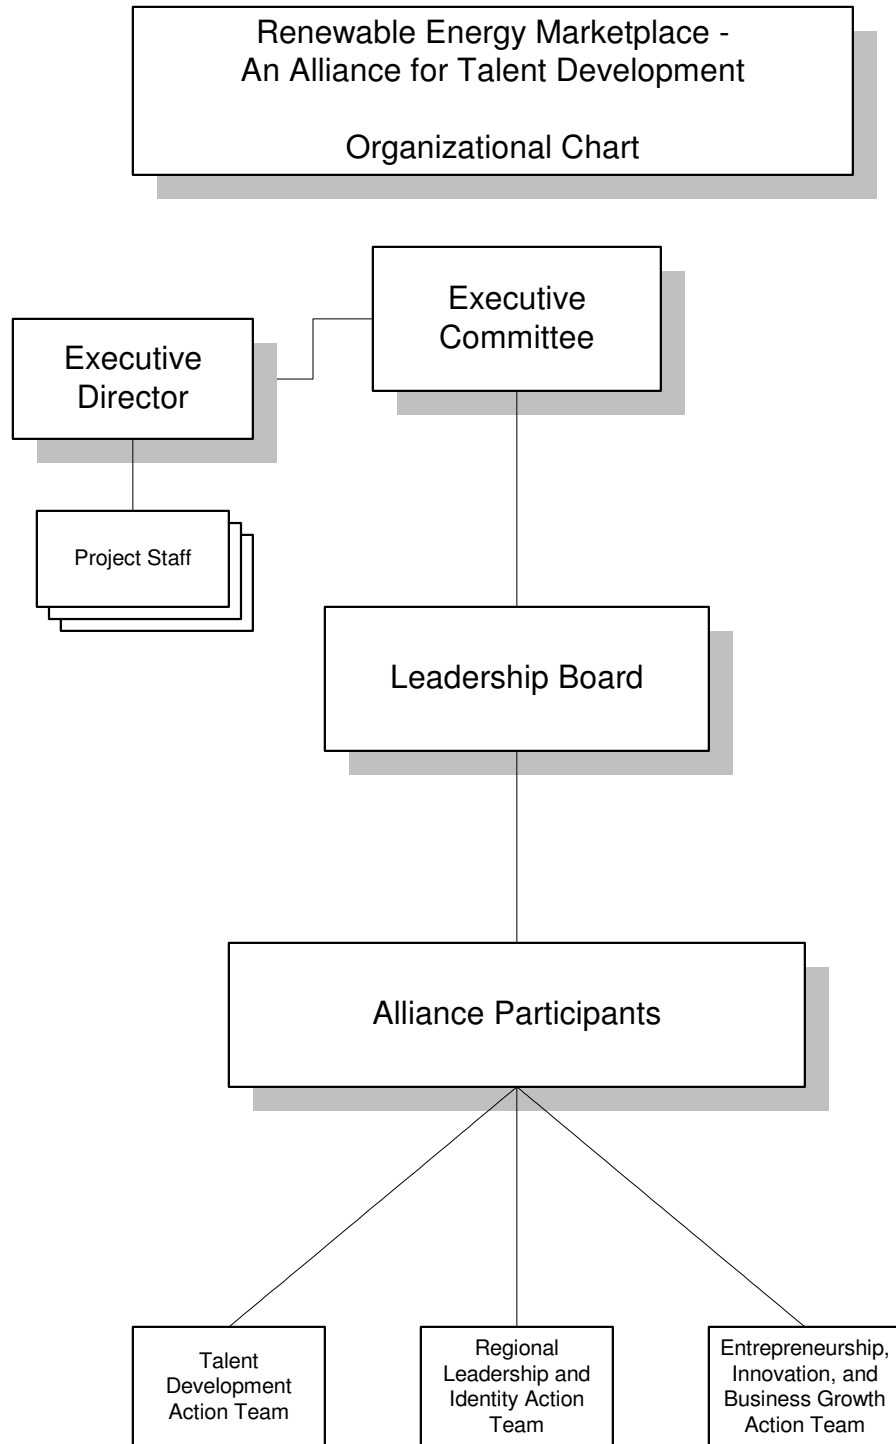 Renewable Energy Marketplace -
An Alliance for Talent Development
Organizational Chart
Executive
Committee
Executive
Director
Project Staff
Leadership Board
Alliance Participants
Talent
Development
Action Team
Regional
Leadership and
Identity Action
Team
Entrepreneurship,
Innovation, and
Business Growth
Action Team